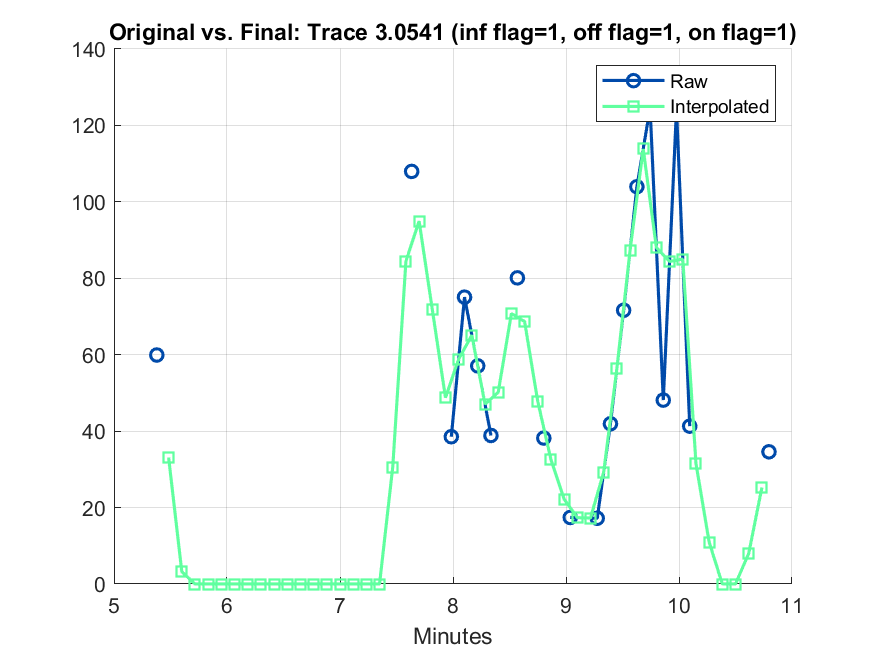 Original vs. Final: Trace 3.0541 (inf flag=1, off flag=1, on flag=1)
140
120
100
80
60
40
20
0
Raw
Interpolated
5 6 7 8 9 10 11
Minutes